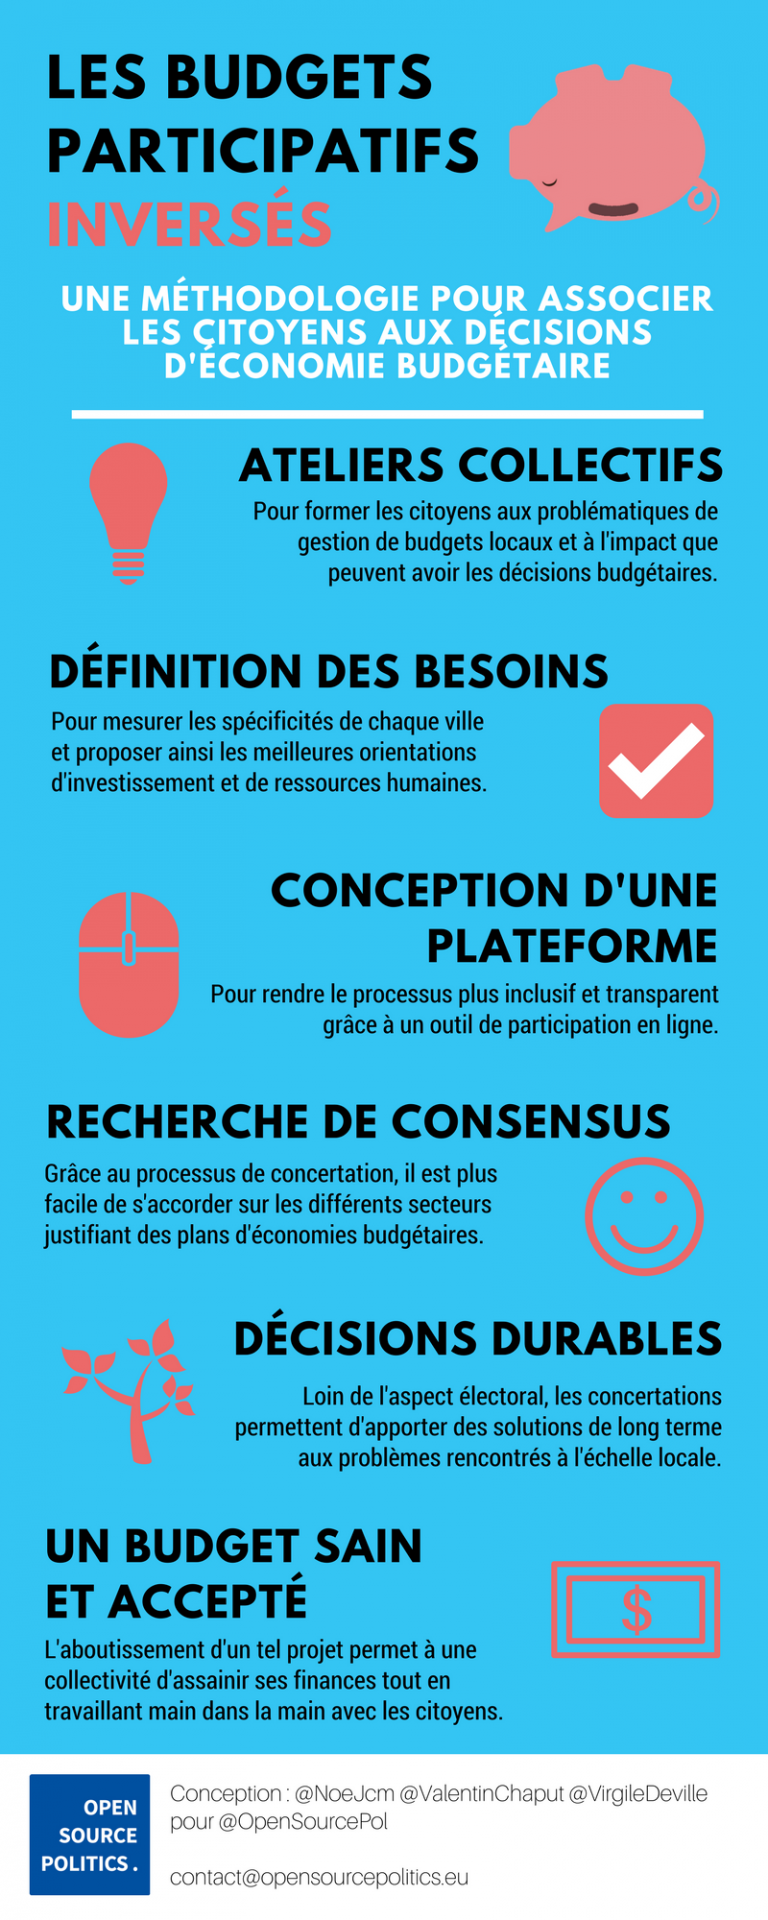 LES BUDGETS
PARTICIPATIFS
INVERSÉS
UNE MÉTHODOLOGIE POUR ASSOCIER
LES CITOYENS AUX DÉCISIONS
D'ÉCONOMIE BUDGÉTAIRE
ATELIERS COLLECTIFS
Pour former les citoyens aux problématiques de
gestion de budgets locaux et à l'impact que
peuvent avoir les décisions budgétaires.
DÉFINITION DES BESOINS
Pour mesurer les spécificités de chaque ville
et proposer ainsi les meilleures orientations
d'investissement et de ressources humaines.
CONCEPTION D'UNE
PLATEFORME
Pour rendre le processus plus inclusif et transparent
grâce à un outil de participation en ligne.
RECHERCHE DE CONSENSUS
Grâce au processus de concertation, il est plus
facile de s'accorder sur les différents secteurs
justifiant des plans d'économies budgétaires.
DÉCISIONS DURABLES
Loin de l'aspect électoral, les concertations
permettent d'apporter des solutions de long terme
aux problèmes rencontrés à l'échelle locale.
UN BUDGET SAIN
ET ACCEPTÉ
$
L'aboutissement d'un tel projet permet à une
collectivité d'assainir ses finances tout en
travaillant main dans la main avec les citoyens.
OPEN
SOURCE
POLITICS.
Conception : @NoeJcm @ValentinChaput @VirgileDeville
pour @OpenSourcePol
contact@opensourcepolitics.eu